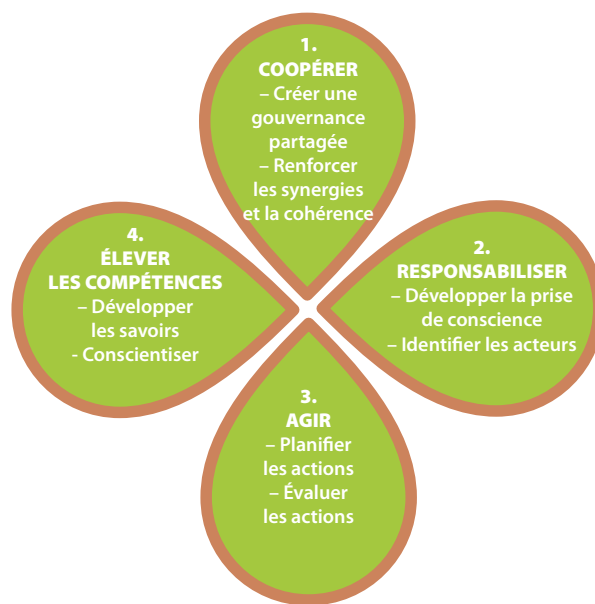 1.
COOPÉRER
– Créer une
gouvernance
partagée
– Renforcer
les synergies
et la cohérence
2.
RESPONSABILISER
– Développer la prise
de conscience
– Identifier les acteurs
3.
AGIR
– Planifier
les actions
– Évaluer
les actions
4.
ÉLEVER
LES COMPÉTENCES
– Développer
les savoirs
- Conscientiser